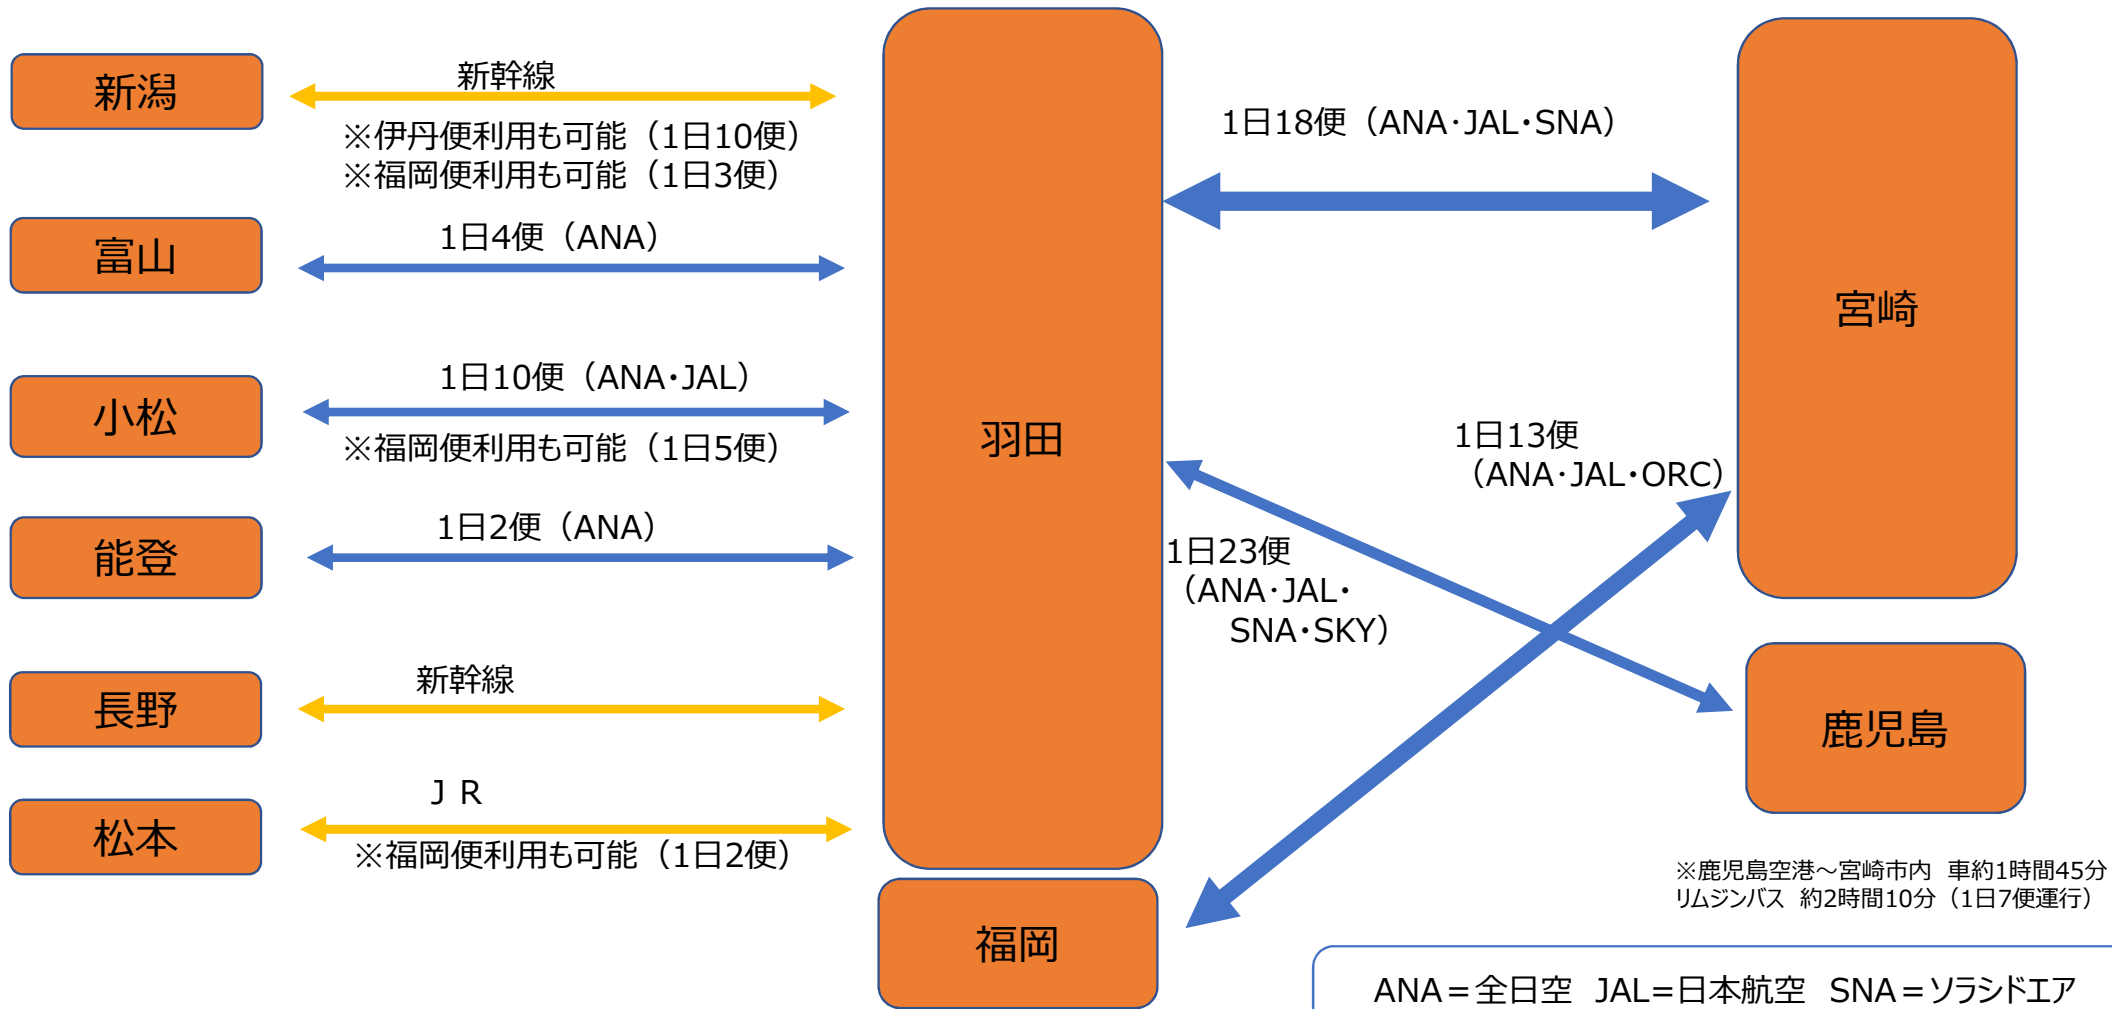 新潟
新幹線
※伊丹便利用も可能（1日10便）
※福岡便利用も可能（1日3便）
富山
1日4便（ANA）
小松
1日10便（ANA･JAL）
※福岡便利用も可能（1日5便）
能登
1日2便（ANA）
長野
新幹線
松本
ＪＲ
※福岡便利用も可能（1日2便）
羽田
福岡
1日18便（ANA･JAL･SNA）
1日13便
（ANA･JAL･ORC）
1日23便
（ANA･JAL･
SNA･SKY）
宮崎
鹿児島
※鹿児島空港～宮崎市内 車約1時間45分
リムジンバス 約2時間10分（1日7便運行）
ANA＝全日空 JAL=日本航空 SNA＝ソラシドエア